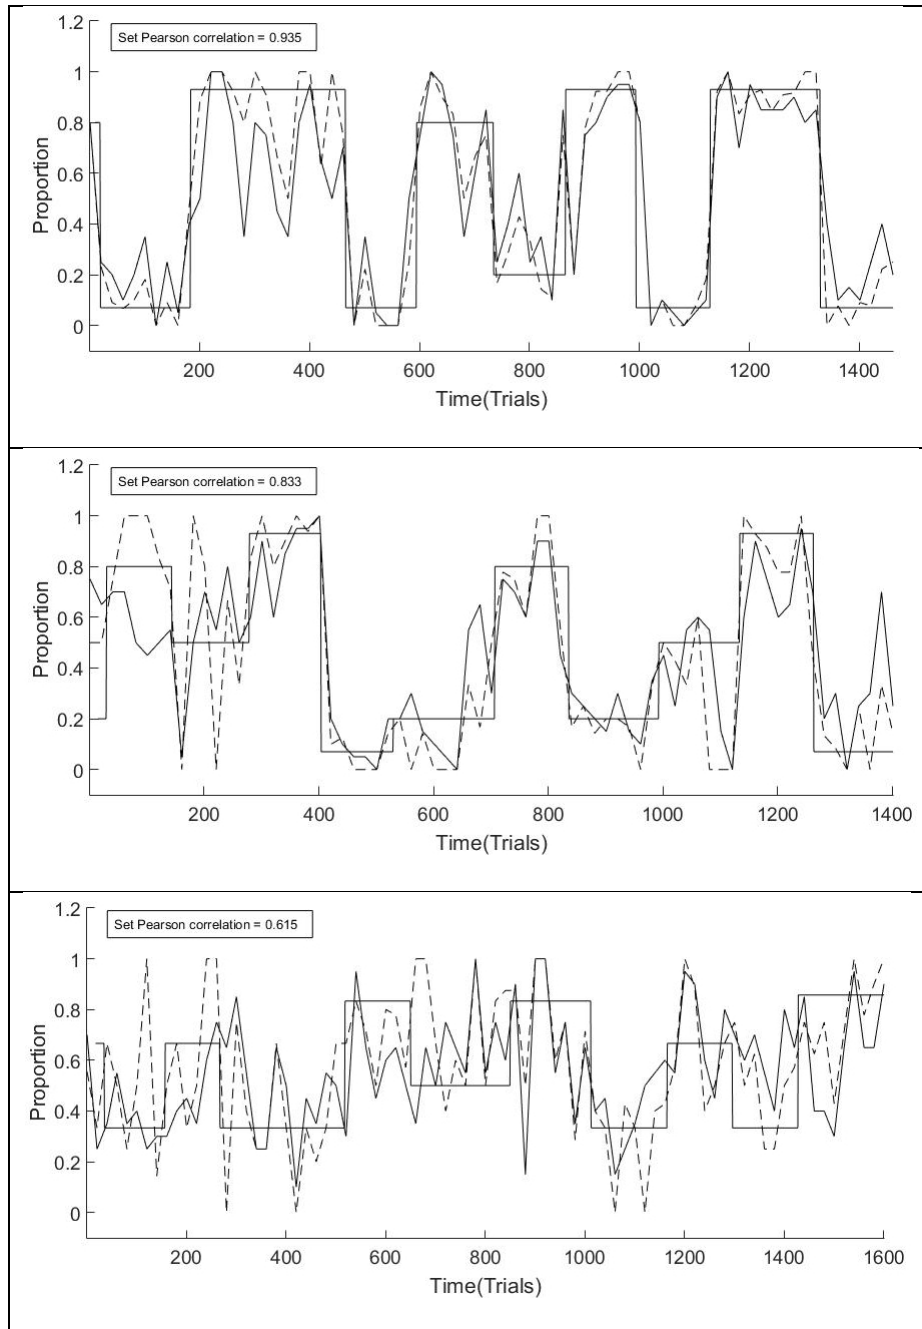 1.2
Set Pearson correlation = 0.935
1
0.8
0.6
0.4
0.2
0
Proportion
200 400 600 800 1000 1200 1400
Time(Trials)
1.2
Set Pearson correlation = 0.833
1
0.8
0.6
0.4
0.2
0
Proportion
200 400 600 800 1000 1200 1400
Time(Trials)
1.2
Set Pearson correlation = 0.615
1
0.8
0.6
0.4
0.2
0
Proportion
200 400 600 800 1000 1200 1400 1600
Time(Trials)